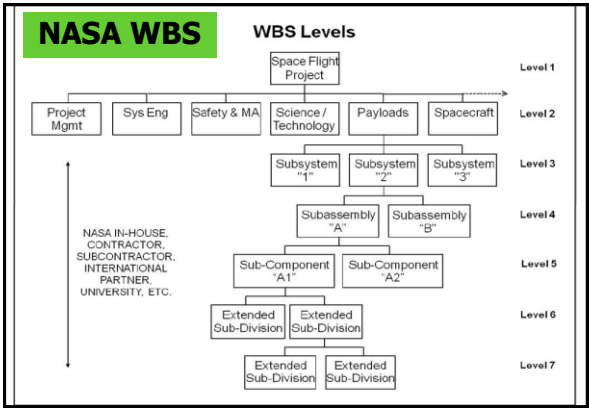 NASA WBS
WBS Levels
Space Flight
Project
Level 1
Project
Mgmt
Sys Eng
Safety & MA
Science /
Technology
Payloads
Spacecraft
Level 2
Subsystem
"1"
Subsystem
"2"
Subsystem
"3"
Level 3
Subassembly
"A"
Subassembly
"B"
Level 4
NASA IN-HOUSE,
CONTRACTOR,
SUBCONTRACTOR,
INTERNATIONAL
PARTNER,
UNIVERSITY, ETC.
Sub-Component
"A1"
Sub-Component
"A2"
Level 5
Extended
Sub-Division
Extended
Sub-Division
Level 6
Extended
Sub-Division
Extended
Sub-Division
Level 7